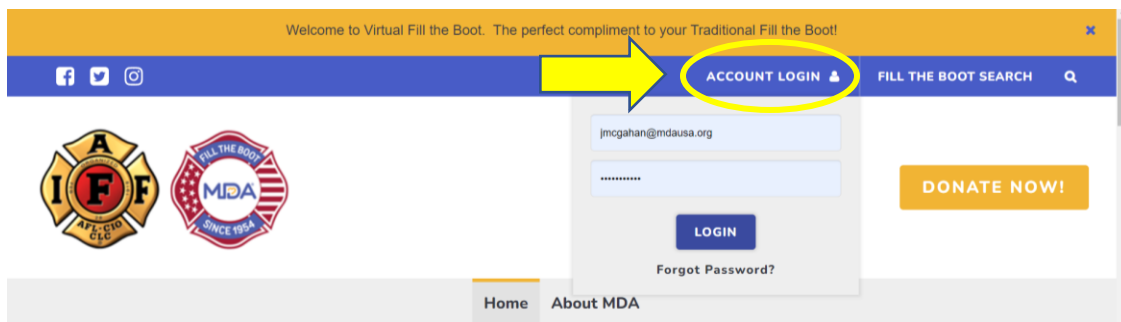 Welcome to Virtual Fill the Boot. The perfect compliment to your Traditional Fill the Boot!
ACCOUNT LOGIN
FILL THE BOOT SEARCH
jmcgahan@mdausa.org
•••••••••••
LOGIN
Forgot Password?
I A F F
AFL-CIO
CLC
FILL THE BOOT
MDA
SINCE 1954
DONATE NOW!
Home About MDA